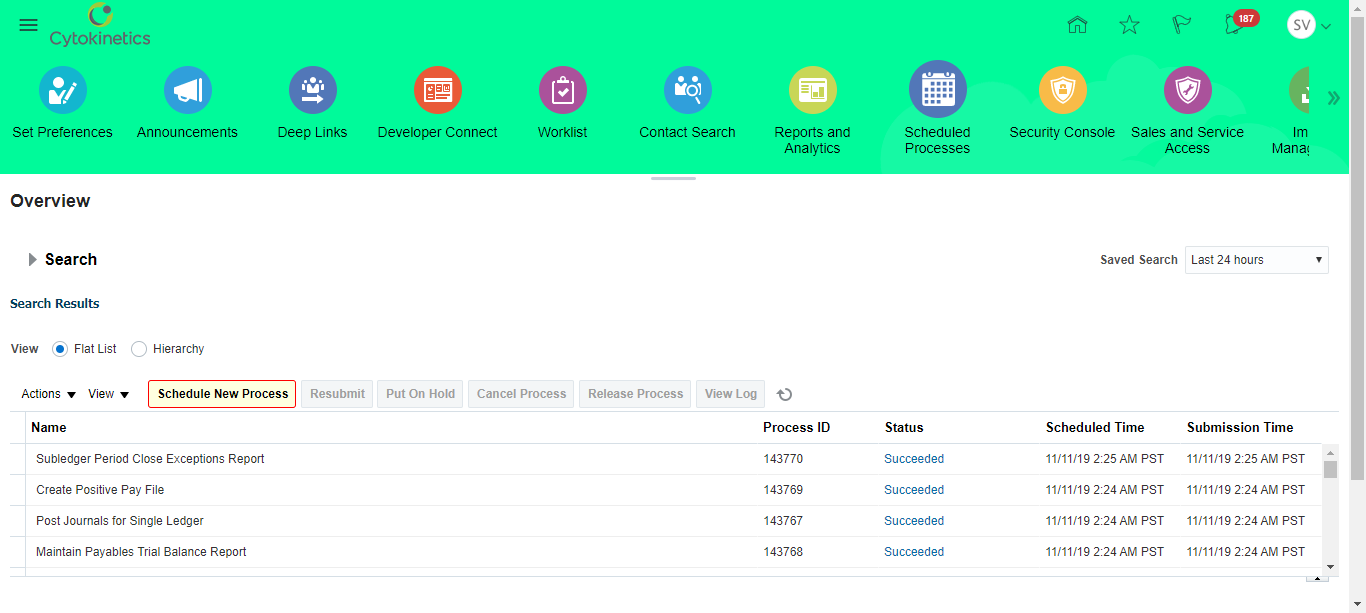 Cytokinetics
187
SV
Set Preferences
Announcements
Deep Links
Developer Connect
Worklist
Contact Search
Reports and
Analytics
Scheduled
Processes
Security Console
Sales and Service
Access
Im
Manag
Overview
Search
Saved Search Last 24 hours
Search Results
View Flat List Hierarchy
Actions View Schedule New Process Resubmit Put On Hold Cancel Process Release Process View Log
Name Process ID Status Scheduled Time Submission Time
Subledger Period Close Exceptions Report 143770 Succeeded 11/11/19 2:25 AM PST 11/11/19 2:25 AM PST
Create Positive Pay File 143769 Succeeded 11/11/19 2:24 AM PST 11/11/19 2:24 AM PST
Post Journals for Single Ledger 143767 Succeeded 11/11/19 2:24 AM PST 11/11/19 2:24 AM PST
Maintain Payables Trial Balance Report 143768 Succeeded 11/11/19 2:24 AM PST 11/11/19 2:24 AM PST